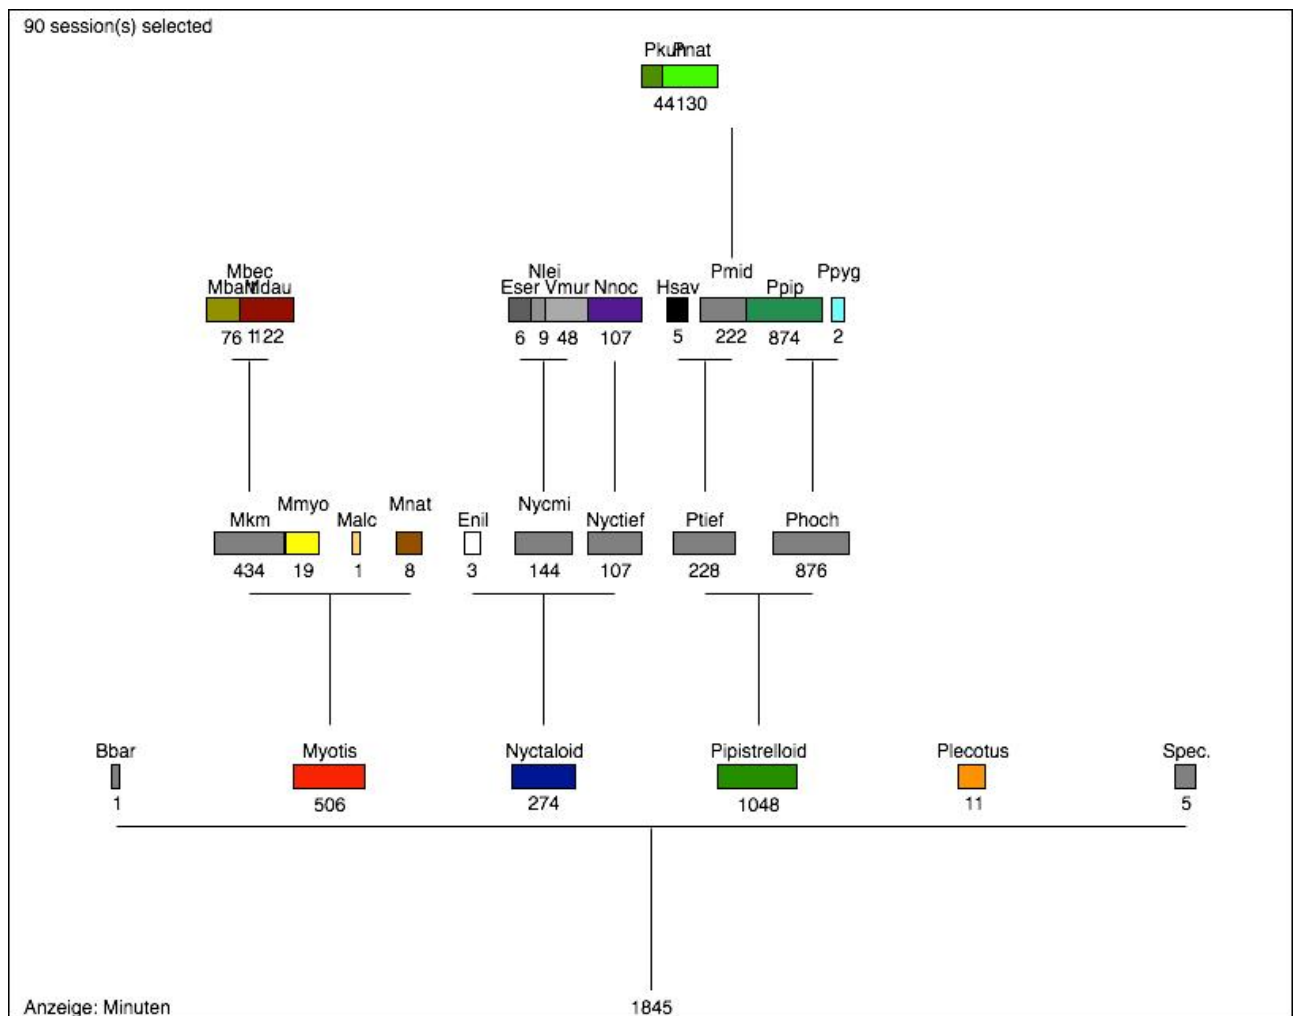 90 session(s) selected
Pkuh Pnat
44 130
Mbec
Mbart Mdau
76 1 122
Nlei
Eser Vmur Nnoc
6 9 48 107
Pmid Ppyg
Hsav Ppip
5 222 874 2
Mmyo Mnat Nycmi
Mkm Malc Enil Nyctief Ptief Phoch
434 19 1 8 3 144 107 228 876
Bbar Myotis Nyctaloid Pipistrelloid Plecotus Spec.
1 506 274 1048 11 5
Anzeige: Minuten 1845